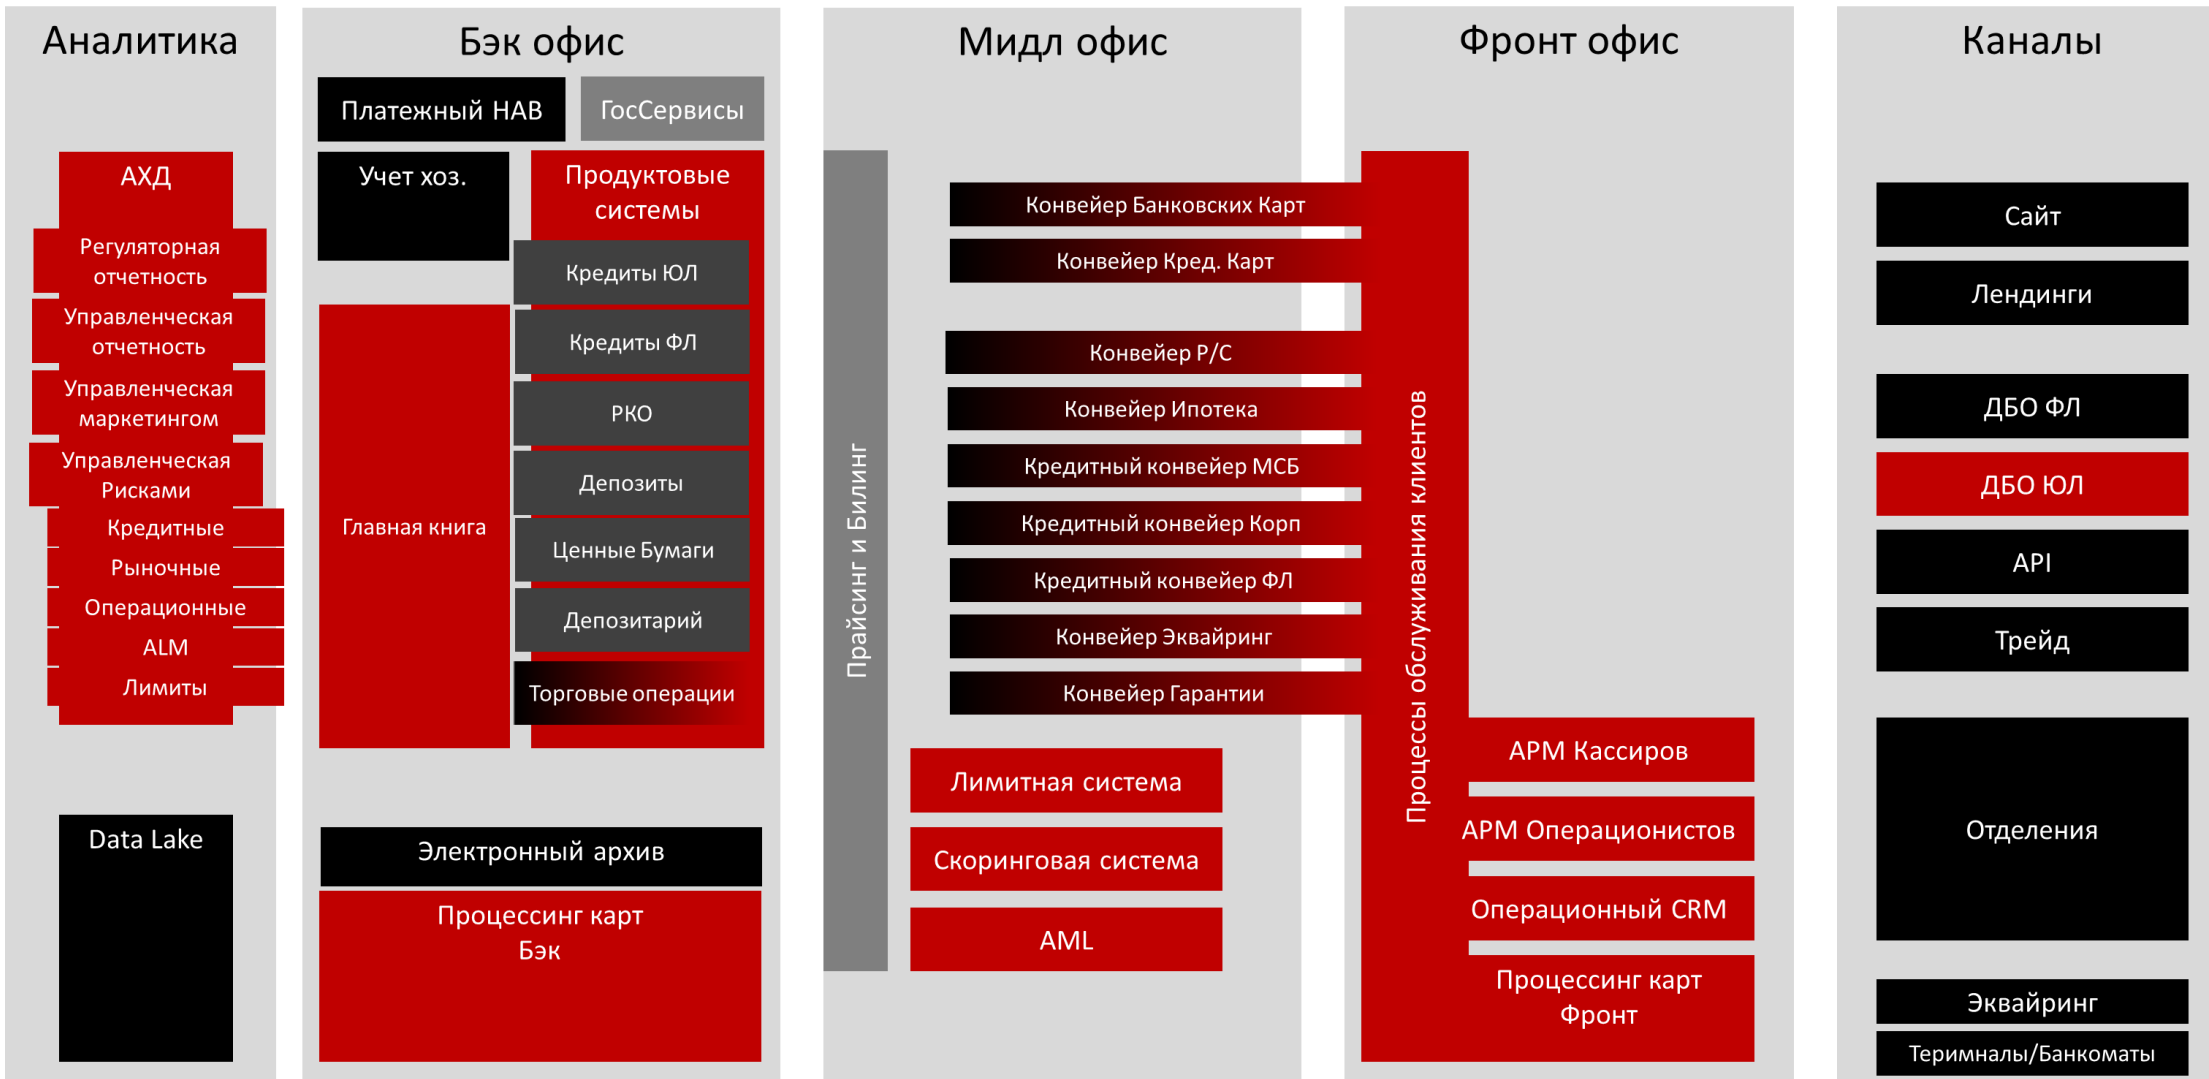 Аналитика
АХД
Регуляторная
отчетность
Управленческая
отчетность
Управленческая
маркетингом
Управленческая
Рисками
Кредитные
Рыночные
Операционные
ALM
Лимиты
Data Lake
Бэк офис
Платежный HAB
ГосСервисы
Учет хоз.
Продуктовые
системы
Кредиты ЮЛ
Кредиты ФЛ
РКО
Депозиты
Ценные Бумаги
Депозитарий
Торговые операции
Главная книга
Электронный архив
Процессинг карт
Бэк
Мидл офис
Прайсинг и Билинг
Конвейер Банковских Карт
Конвейер Кред. Карт
Конвейер Р/С
Конвейер Ипотека
Кредитный конвейер МСБ
Кредитный конвейер Корп
Кредитный конвейер ФЛ
Конвейер Эквайринг
Конвейер Гарантии
Лимитная система
Скоринговая система
AML
Фронт офис
Процессы обслуживания клиентов
АРМ Кассиров
АРМ Операционистов
Операционный CRM
Процессинг карт
Фронт
Каналы
Сайт
Лендинги
ДБО ФЛ
ДБО ЮЛ
API
Трейд
Отделения
Эквайринг
Теримналы/Банкоматы